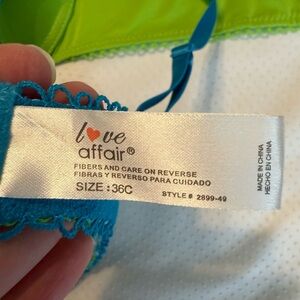 love
affair®
FIBERS AND CARE ON REVERSE
FIBRAS Y REVERSO PARA CUIDADO
SIZE : 36C
STYLE # 2899-49
MADE IN CHINA
HECHO EN CHINA